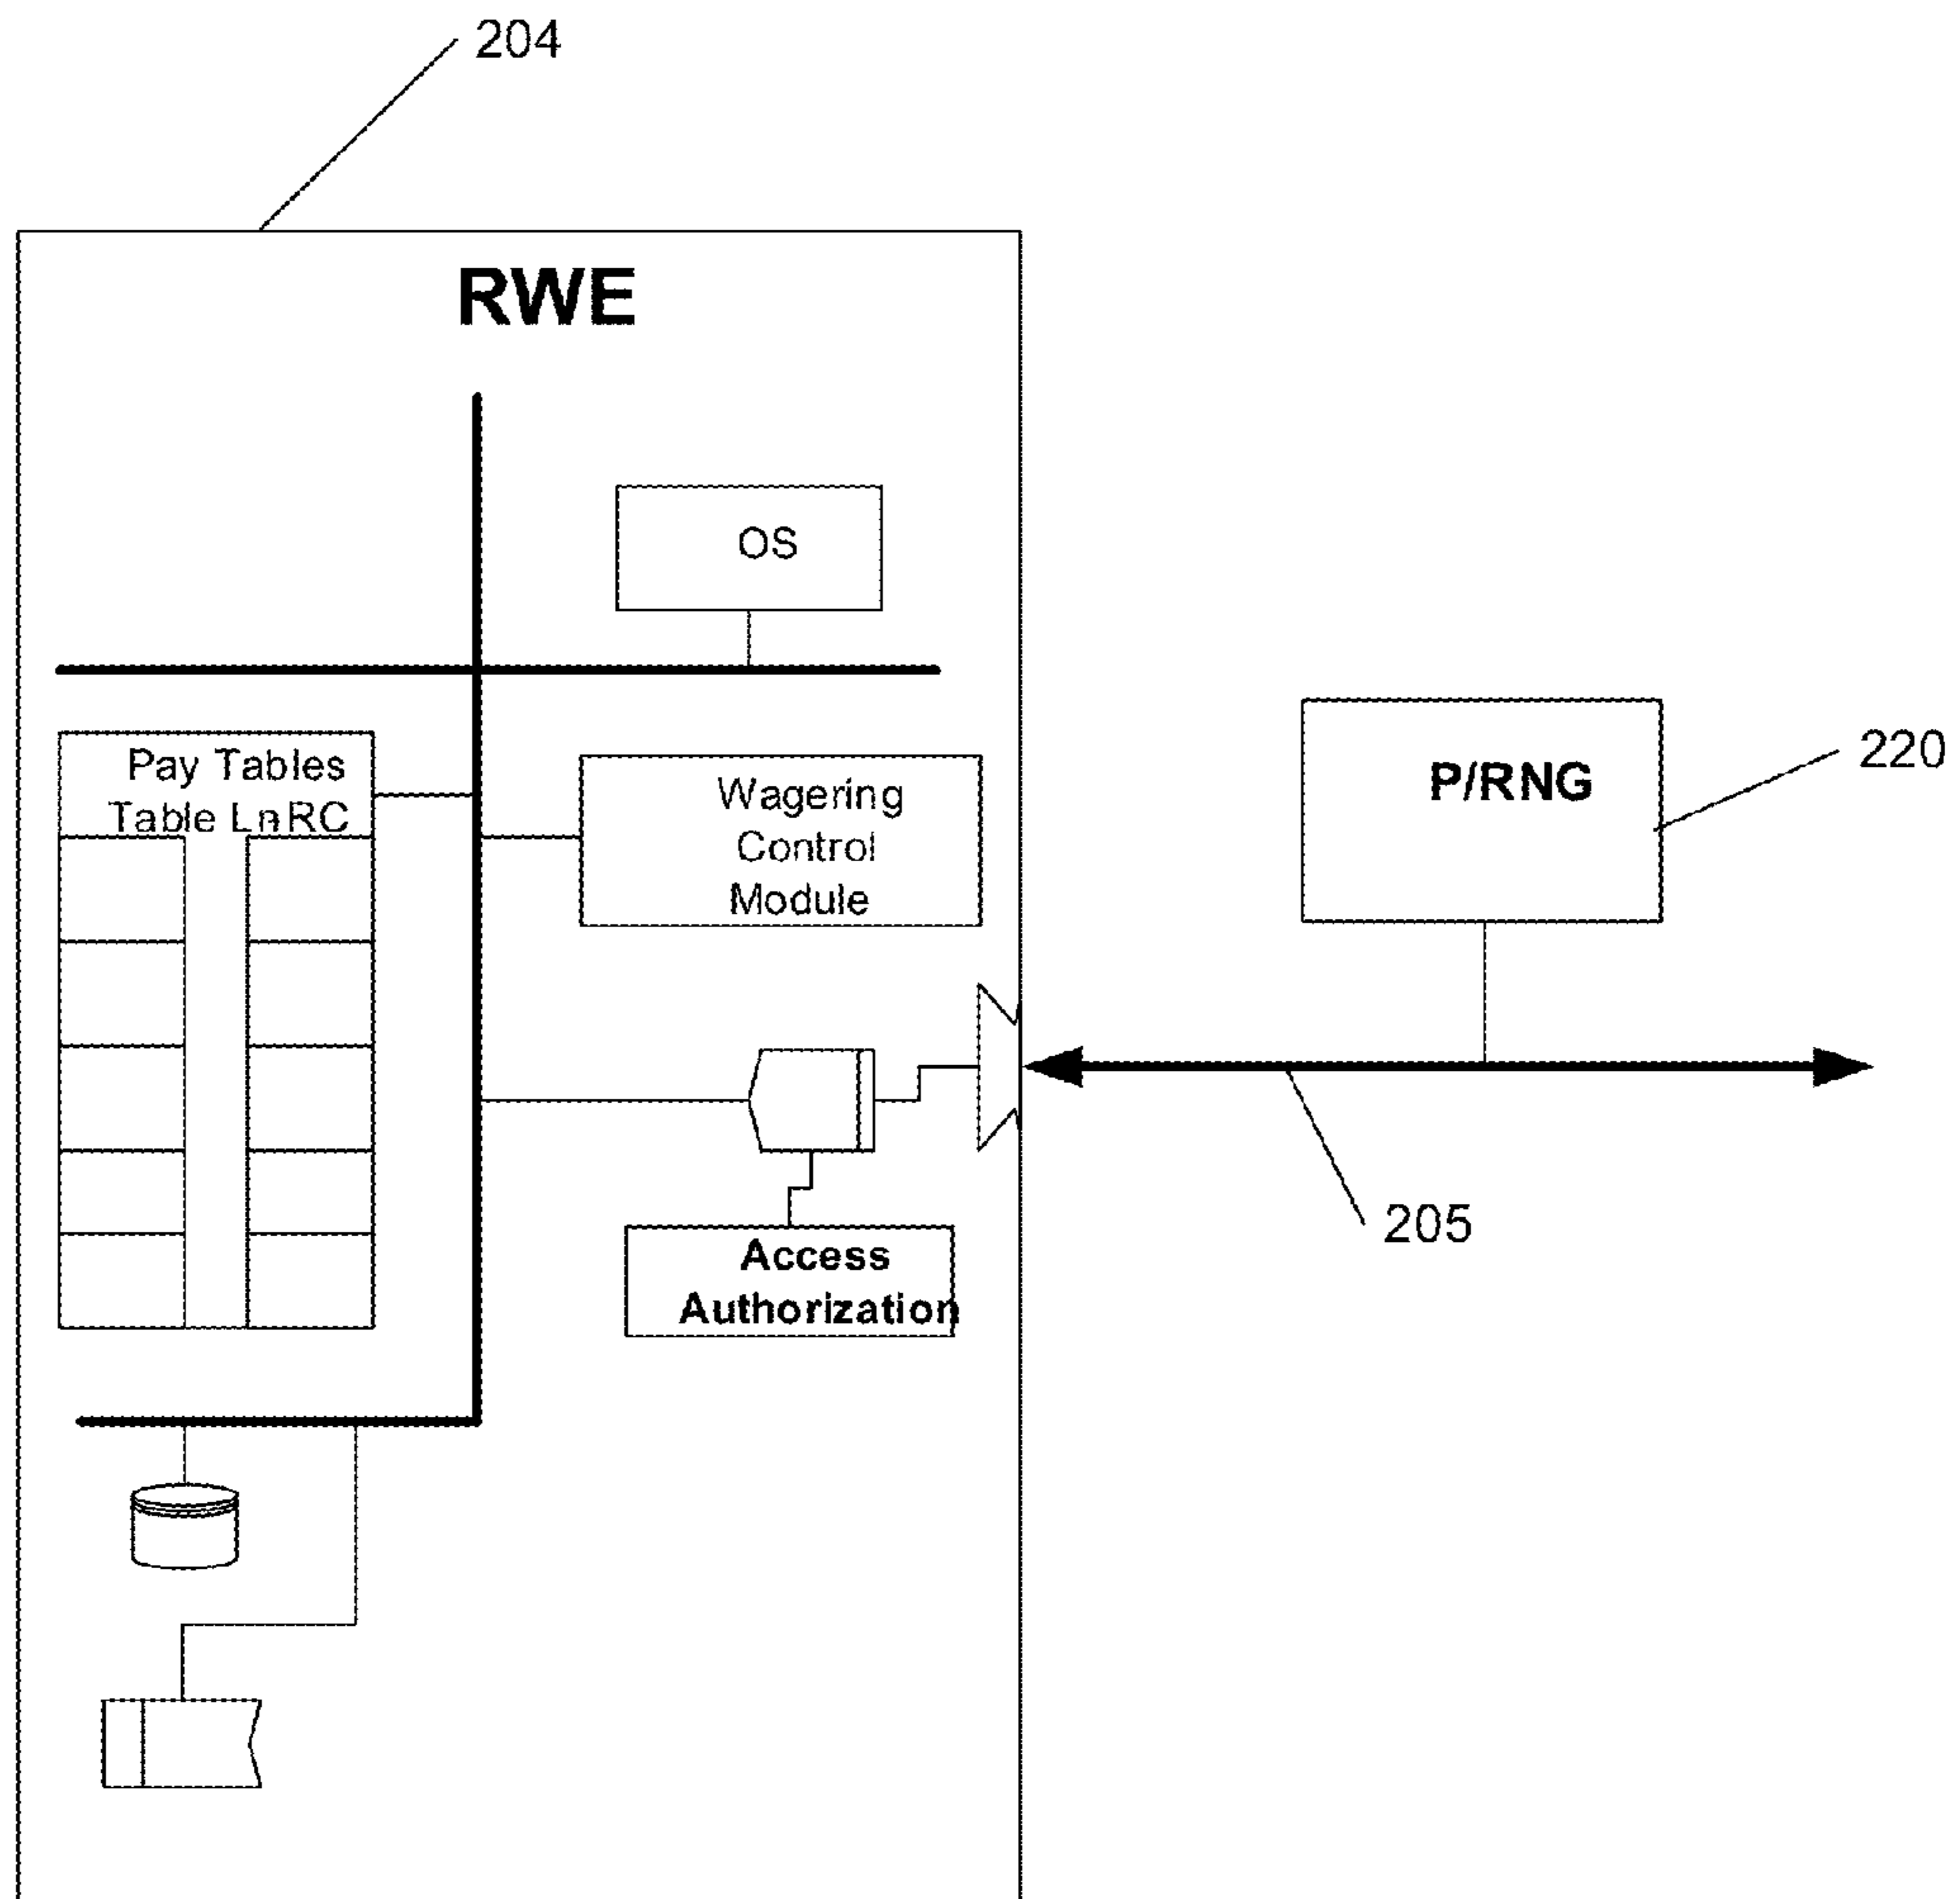 204
RWE
OS
Pay Tables
Table LnRC
Wagering
Control
Module
P/RNG
220
205
Access
Authorization